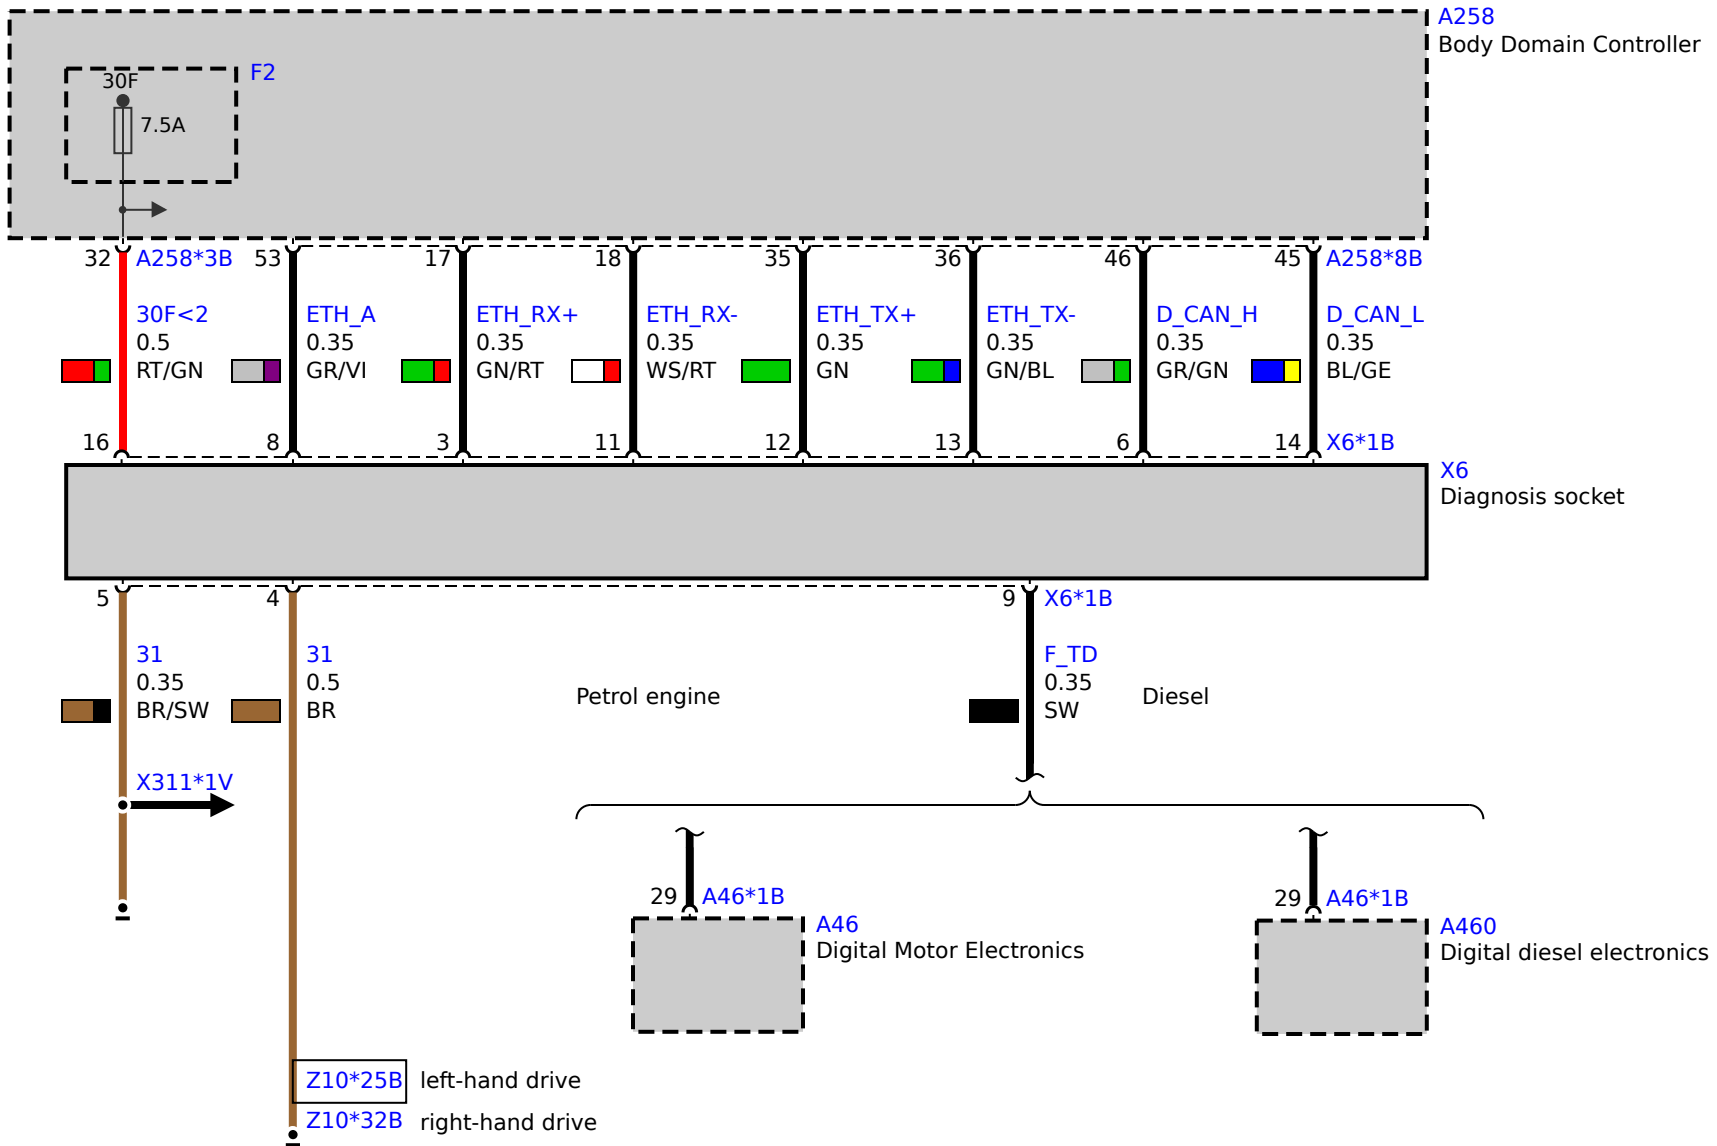 A258
Body Domain Controller
30F
F2
7.5A
32 A258*3B 53 17 18 35 36 46 45 A258*8B
30F<2 ETH_A ETH_RX+ ETH_RX- ETH_TX+ ETH_TX- D_CAN_H D_CAN_L
0.5 0.35 0.35 0.35 0.35 0.35 0.35 0.35
RT/GN GR/VI GN/RT WS/RT GN GN/BL GR/GN BL/GE
16 8 3 11 12 13 6 14 X6*1B
X6
Diagnosis socket
5 4 9 X6*1B
31 31 F_TD
0.35 0.5 0.35
BR/SW BR Petrol engine SW Diesel
X311*1V
29 A46*1B 29 A46*1B
A46 A460
Digital Motor Electronics Digital diesel electronics
Z10*25B left-hand drive
Z10*32B right-hand drive